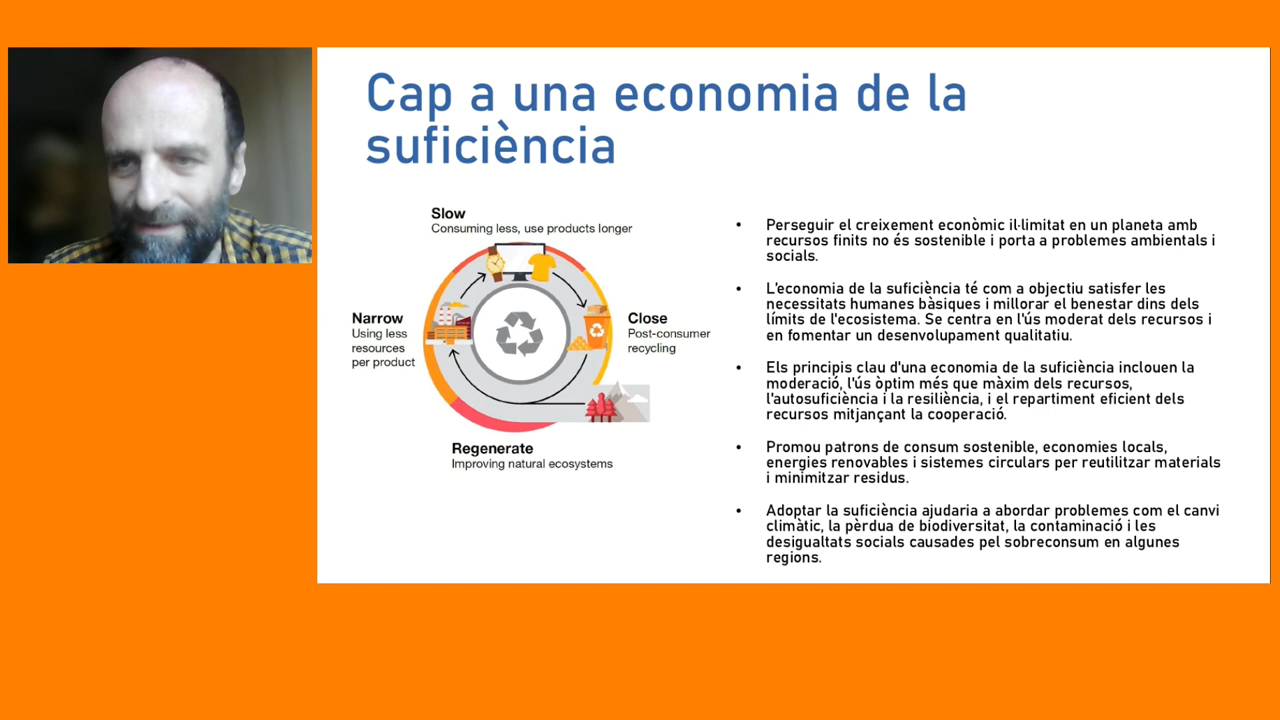 Cap a una economia de la
suficiència
Slow
Consuming less, use products longer
Narrow
Using less
resources
per product
Close
Post-consumer
recycling
Regenerate
Improving natural ecosystems
• Perseguir el creixement econòmic il·limitat en un planeta amb
recursos finits no és sostenible i porta a problemes ambientals i
socials.
• L'economia de la suficiència té com a objectiu satisfer les
necessitats humanes bàsiques i millorar el benestar dins dels
límits de l'ecosistema. Se centra en l'ús moderat dels recursos i
en fomentar un desenvolupament qualitatiu.
• Els principis clau d'una economia de la suficiència inclouen la
moderació, l'ús òptim més que màxim dels recursos,
l'autosuficiència i la resiliència, i el repartiment eficient dels
recursos mitjançant la cooperació.
• Promou patrons de consum sostenible, economies locals,
energies renovables i sistemes circulars per reutilitzar materials
i minimitzar residus.
• Adoptar la suficiència ajudaria a abordar problemes com el canvi
climàtic, la pèrdua de biodiversitat, la contaminació i les
desigualtats socials causades pel sobreconsum en algunes
regions.